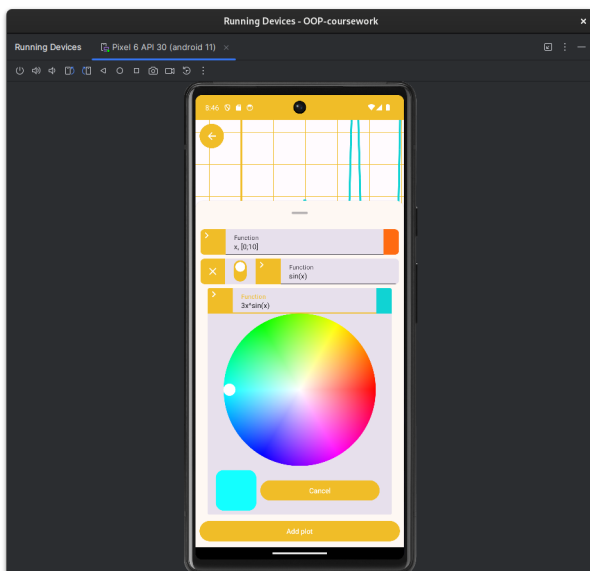 Running Devices - OOP-coursework
Running Devices
Pixel 6 API 30 (android 11)
8:46
Function
x, [0;10]
Function
sin(x)
Function
3x*sin(x)
Cancel
Add plot